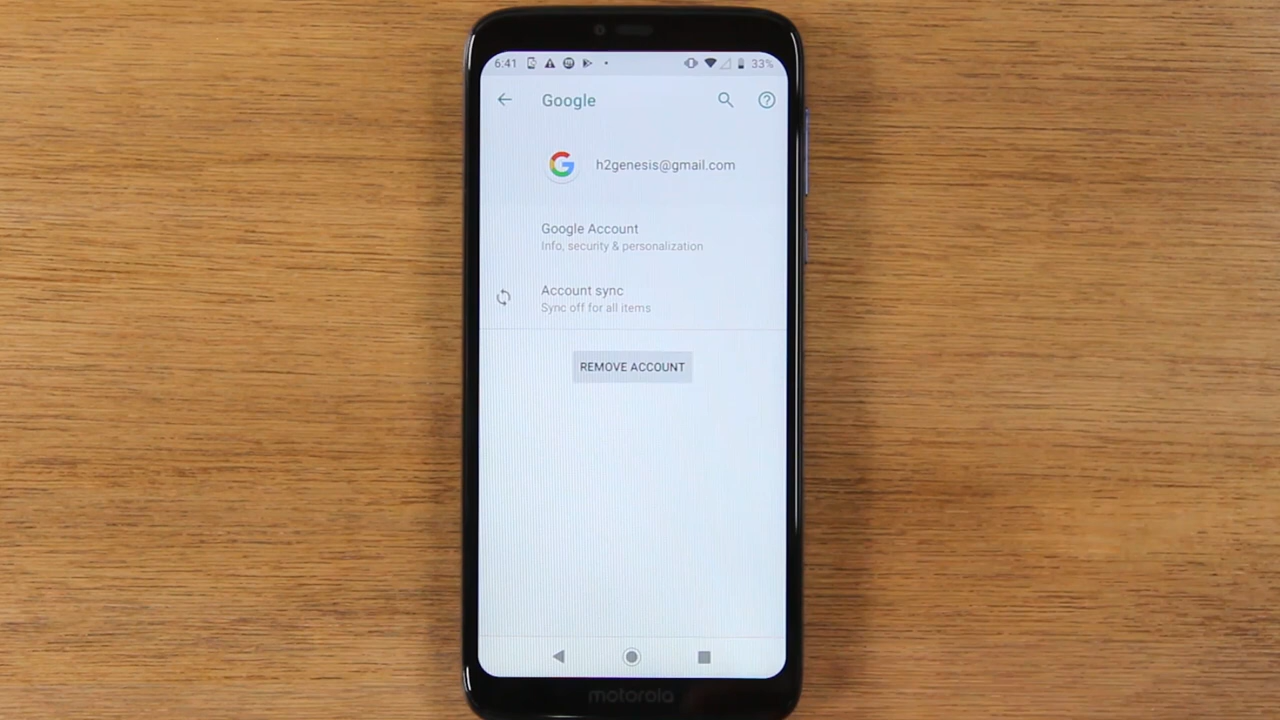 6:41 33%
Google
h2genesis@gmail.com
Google Account
Info, security & personalization
Account sync
Sync off for all items
REMOVE ACCOUNT
motorola